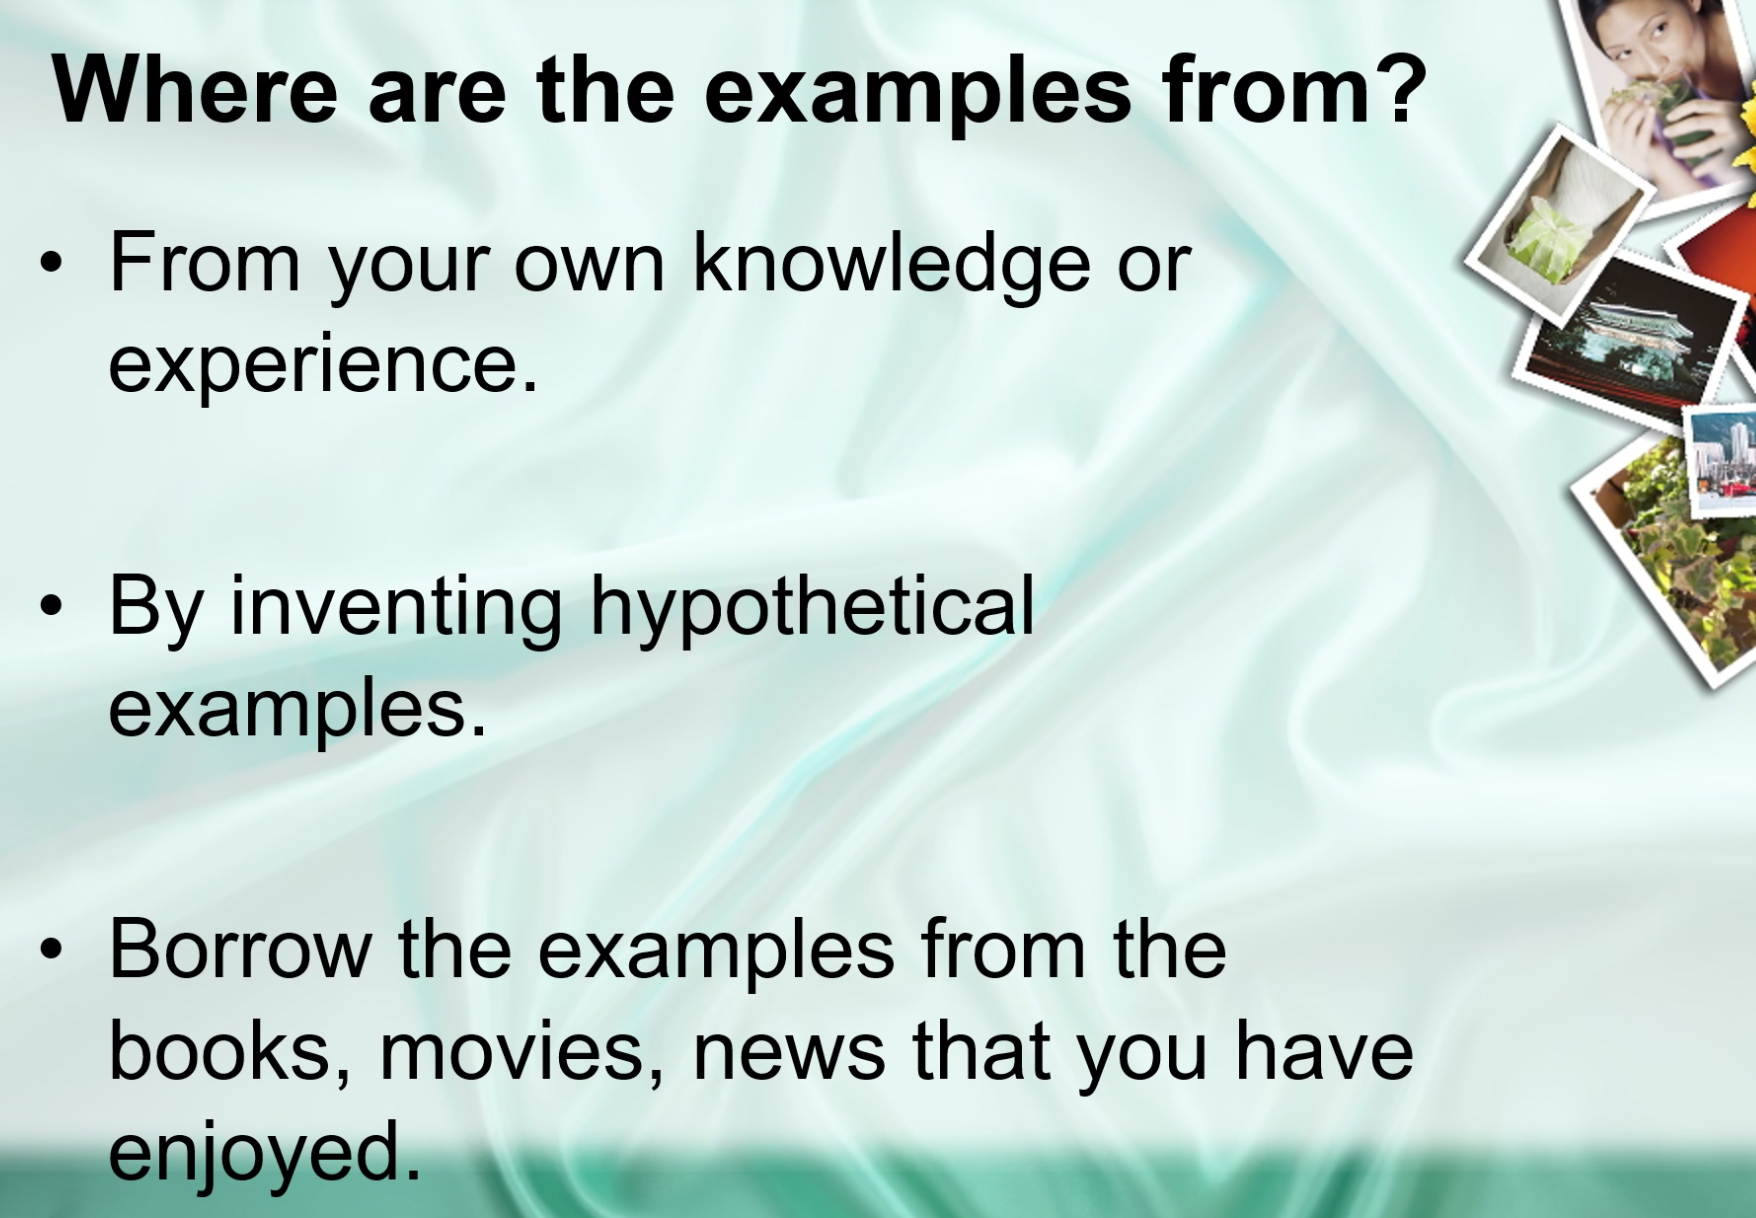 Where are the examples from?
• From your own knowledge or
experience.
• By inventing hypothetical
examples.
• Borrow the examples from the
books, movies, news that you have
enjoyed.